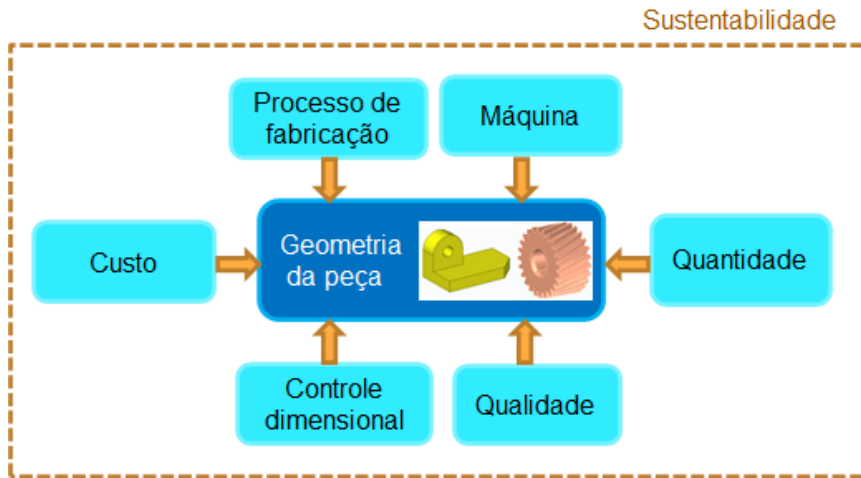 Sustentabilidade
Processo de
fabricação
Máquina
Custo
Geometria
da peça
Quantidade
Controle
dimensional
Qualidade